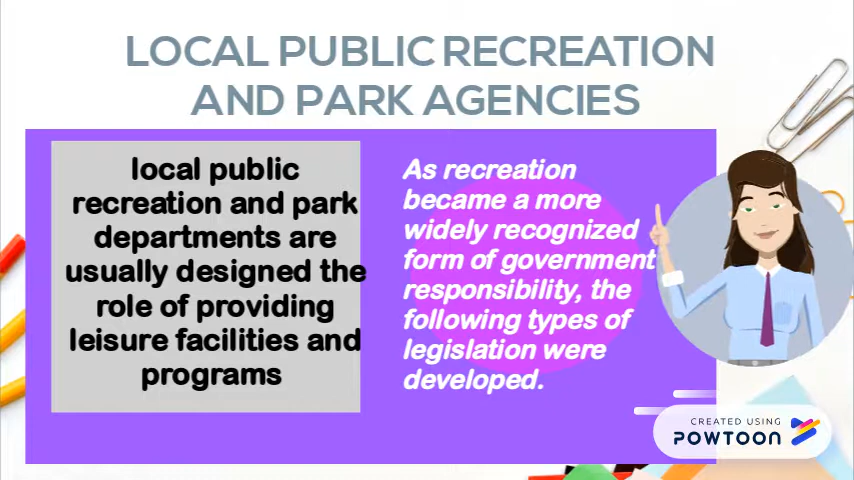 LOCAL PUBLIC RECREATION
AND PARK AGENCIES
local public
recreation and park
departments are
usually designed the
role of providing
leisure facilities and
programs
As recreation
became a more
widely recognized
form of government
responsibility, the
following types of
legislation were
developed.
CREATED USING
POWTOON